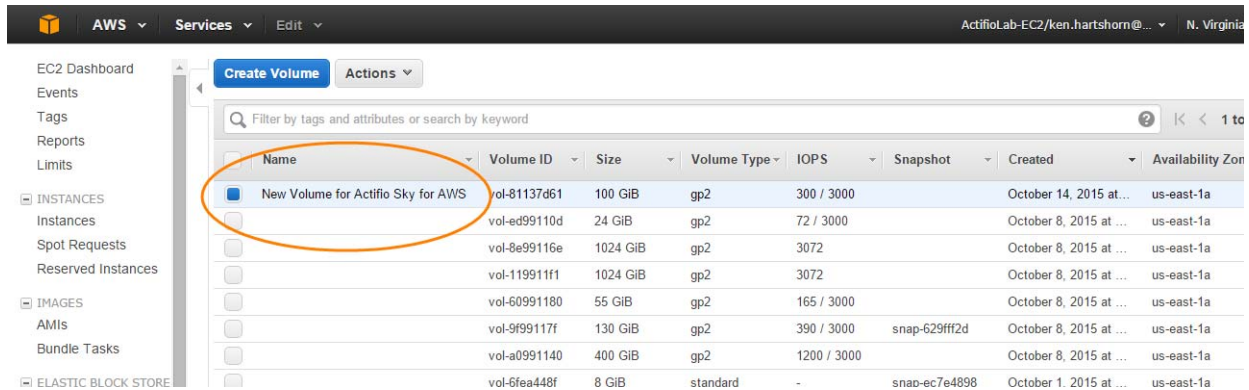 AWS Services Edit ActifioLab-EC2/ken.hartshorn@... N. Virginia
EC2 Dashboard
Events
Tags
Reports
Limits
INSTANCES
Instances
Spot Requests
Reserved Instances
IMAGES
AMIs
Bundle Tasks
ELASTIC BLOCK STORE
Create Volume Actions
Filter by tags and attributes or search by keyword 1 to
Name Volume ID Size Volume Type IOPS Snapshot Created Availability Zon
New Volume for Actifio Sky for AWS vol-81137d61 100 GiB gp2 300 / 3000 October 14, 2015 at... us-east-1a
vol-ed99110d 24 GiB gp2 72 / 3000 October 8, 2015 at ... us-east-1a
vol-8e99116e 1024 GiB gp2 3072 October 8, 2015 at ... us-east-1a
vol-119911f1 1024 GiB gp2 3072 October 8, 2015 at ... us-east-1a
vol-60991180 55 GiB gp2 165 / 3000 October 8, 2015 at ... us-east-1a
vol-9f99117f 130 GiB gp2 390 / 3000 snap-629fff2d October 8, 2015 at ... us-east-1a
vol-a0991140 400 GiB gp2 1200 / 3000 October 8, 2015 at ... us-east-1a
vol-6fea448f 8 GiB standard - snap-ec7e4898 October 1, 2015 at ... us-east-1a